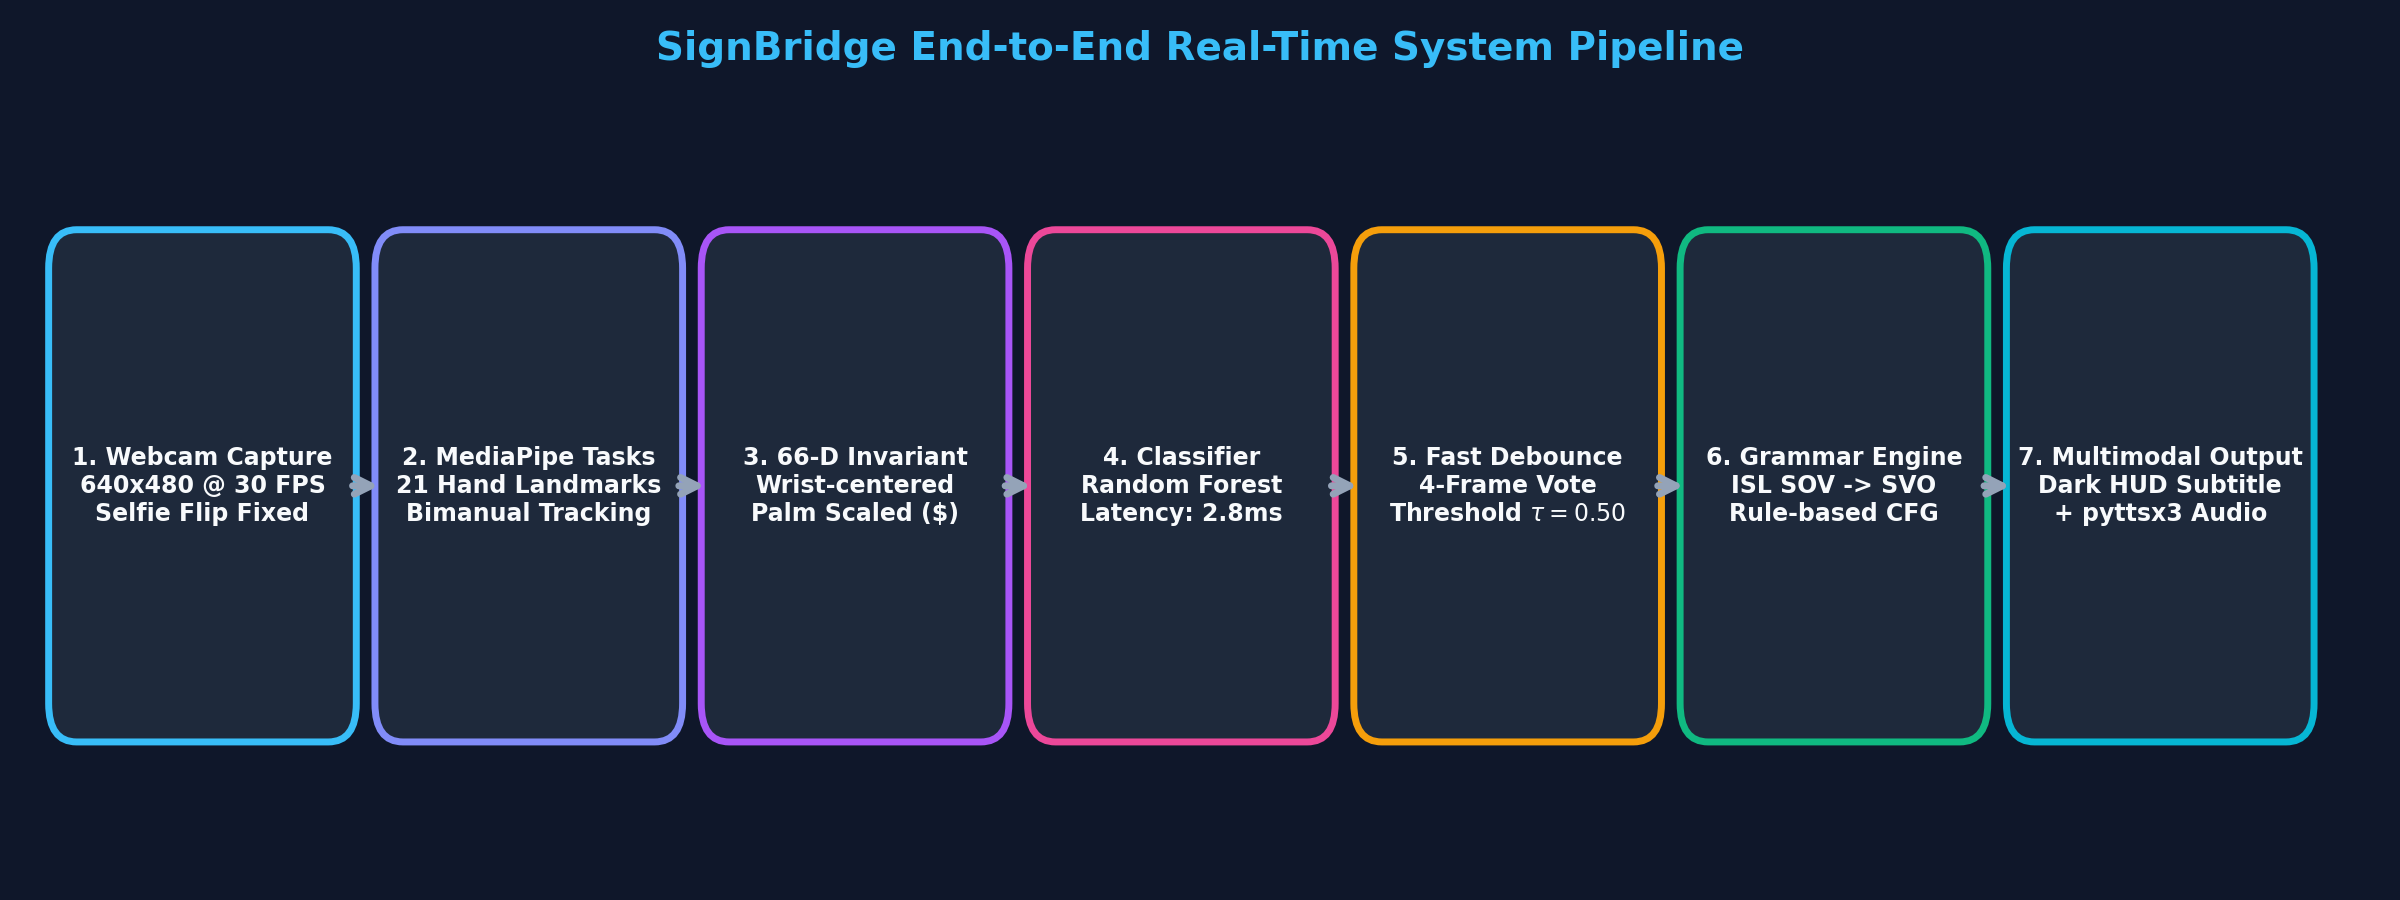 SignBridge End-to-End Real-Time System Pipeline
1. Webcam Capture
640x480 @ 30 FPS
Selfie Flip Fixed
2. MediaPipe Tasks
21 Hand Landmarks
Bimanual Tracking
3. 66-D Invariant
Wrist-centered
Palm Scaled ($)
4. Classifier
Random Forest
Latency: 2.8ms
5. Fast Debounce
4-Frame Vote
Threshold τ = 0.50
6. Grammar Engine
ISL SOV -> SVO
Rule-based CFG
7. Multimodal Output
Dark HUD Subtitle
+ pyttsx3 Audio